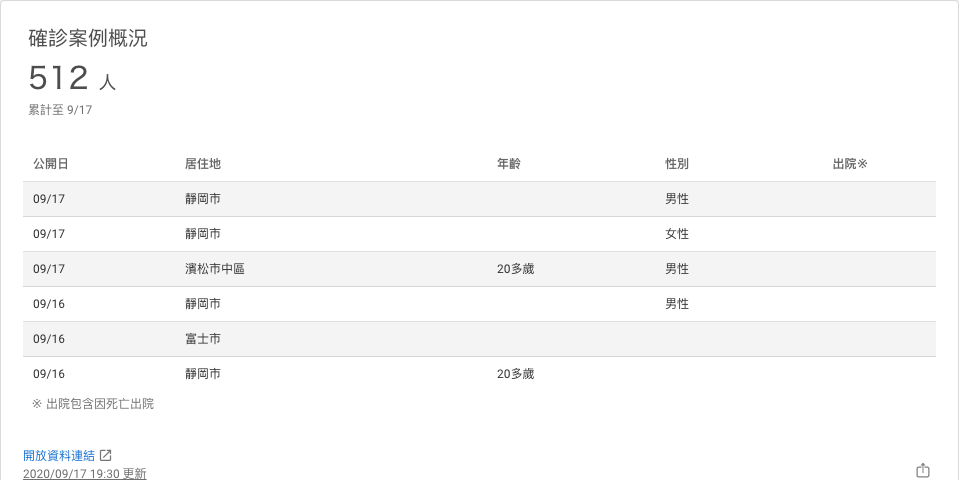 確診案例概況
512 人
累計至 9/17
公開日 居住地 年齡 性別 出院※
09/17 靜岡市 男性
09/17 靜岡市 女性
09/17 濱松市中區 20多歲 男性
09/16 靜岡市 男性
09/16 富士市
09/16 靜岡市 20多歲
※ 出院包含因死亡出院
開放資料連結
2020/09/17 19:30 更新